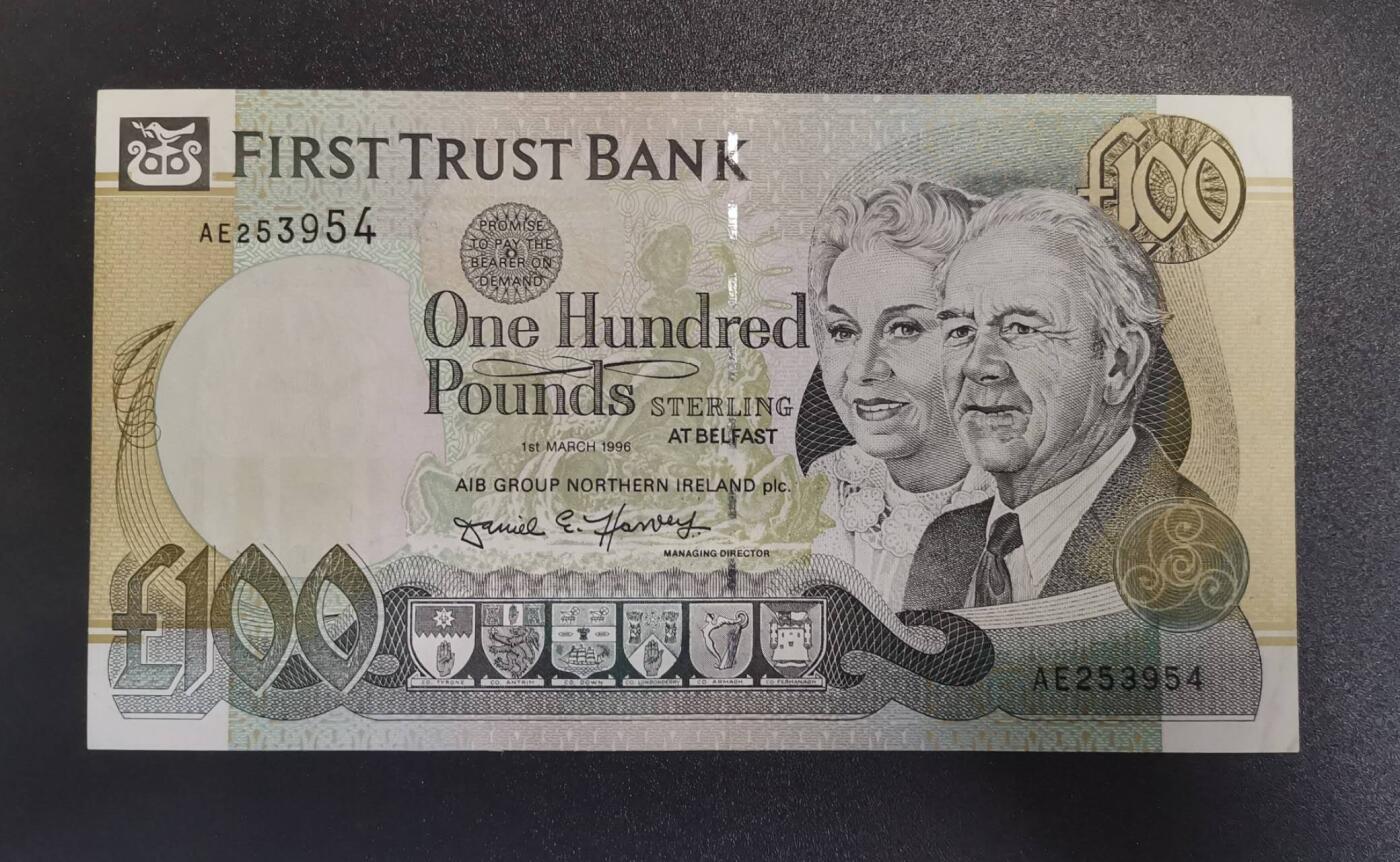 FIRST TRUST BANK
£100
AE253954
PROMISE
TO PAY THE
BEARER ON
DEMAND
One Hundred
Pounds STERLING
AT BELFAST
1st MARCH 1996
AIB GROUP NORTHERN IRELAND plc.
Daniel E. Harvey
MANAGING DIRECTOR
£100
CO. TYRONE CO. ANTRIM CO. DOWN CO. LONDONDERRY CO. ARMAGH CO. FERMANAGH
AE253954